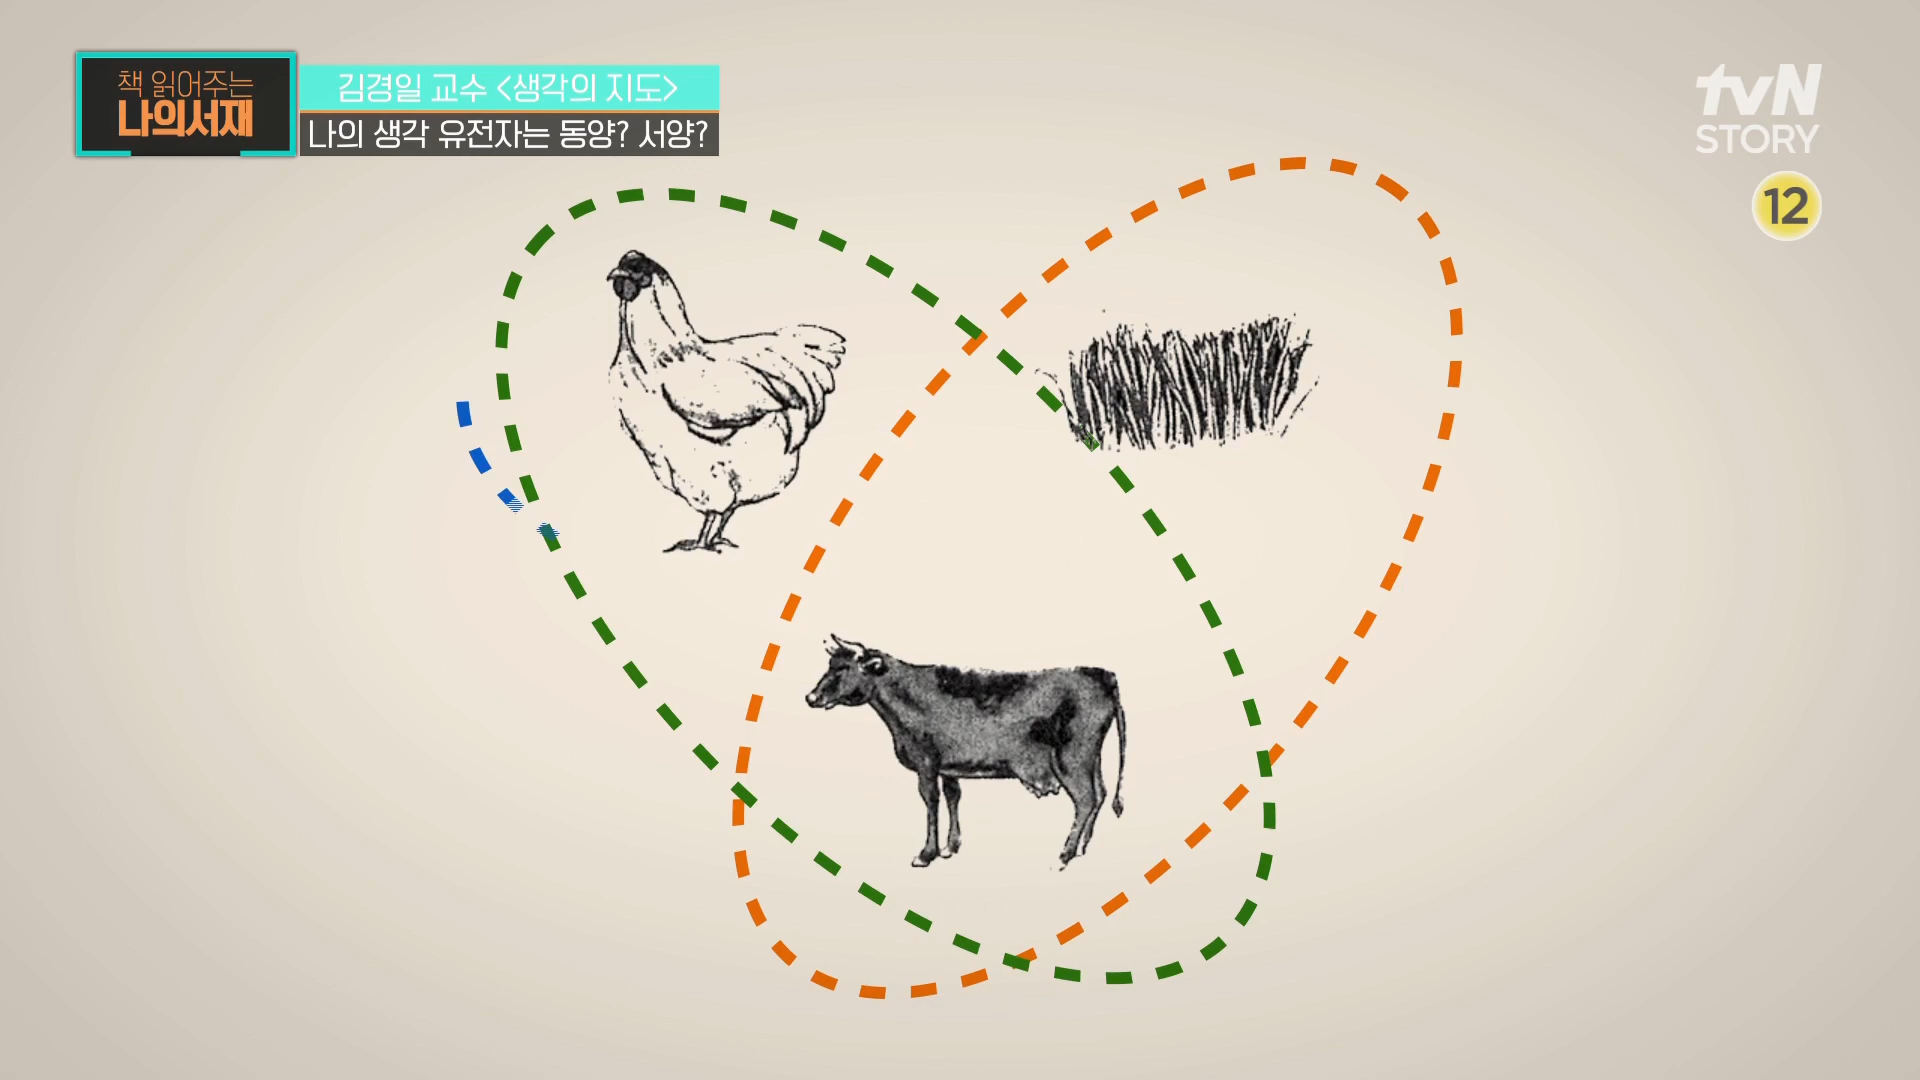 책 읽어주는
나의서재
김경일 교수 <생각의 지도>
나의 생각 유전자는 동양? 서양?
tvN
STORY
12